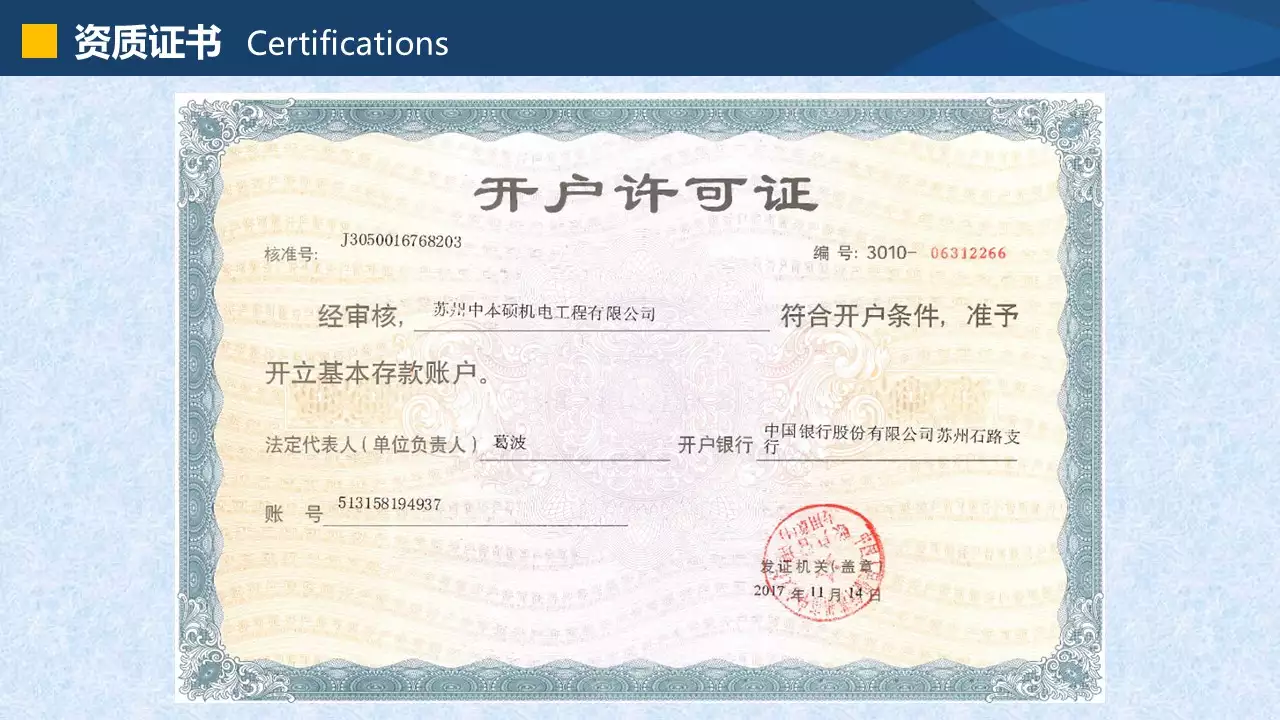 资质证书 Certifications
开户许可证
核准号: J3050016768203 编 号: 3010- 06312266
经审核, 苏州中本硕机电工程有限公司 符合开户条件, 准予
开立基本存款账户。
法定代表人(单位负责人) 葛波 开户银行 中国银行股份有限公司苏州石路支
行
账 号 513158194937
发证机关(盖章)
2017 年 11 月 14 日